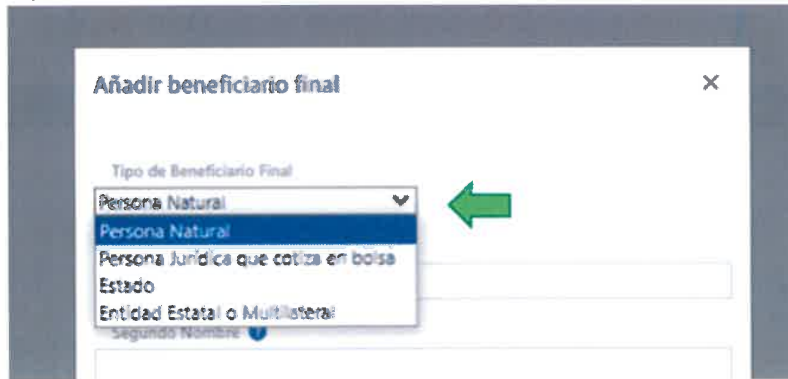 Añadir beneficiario final ×
Tipo de Beneficiario Final
Persona Natural
Persona Natural
Persona Jurídica que cotiza en bolsa
Estado
Entidad Estatal o Multilateral
Segundo Nombre ?